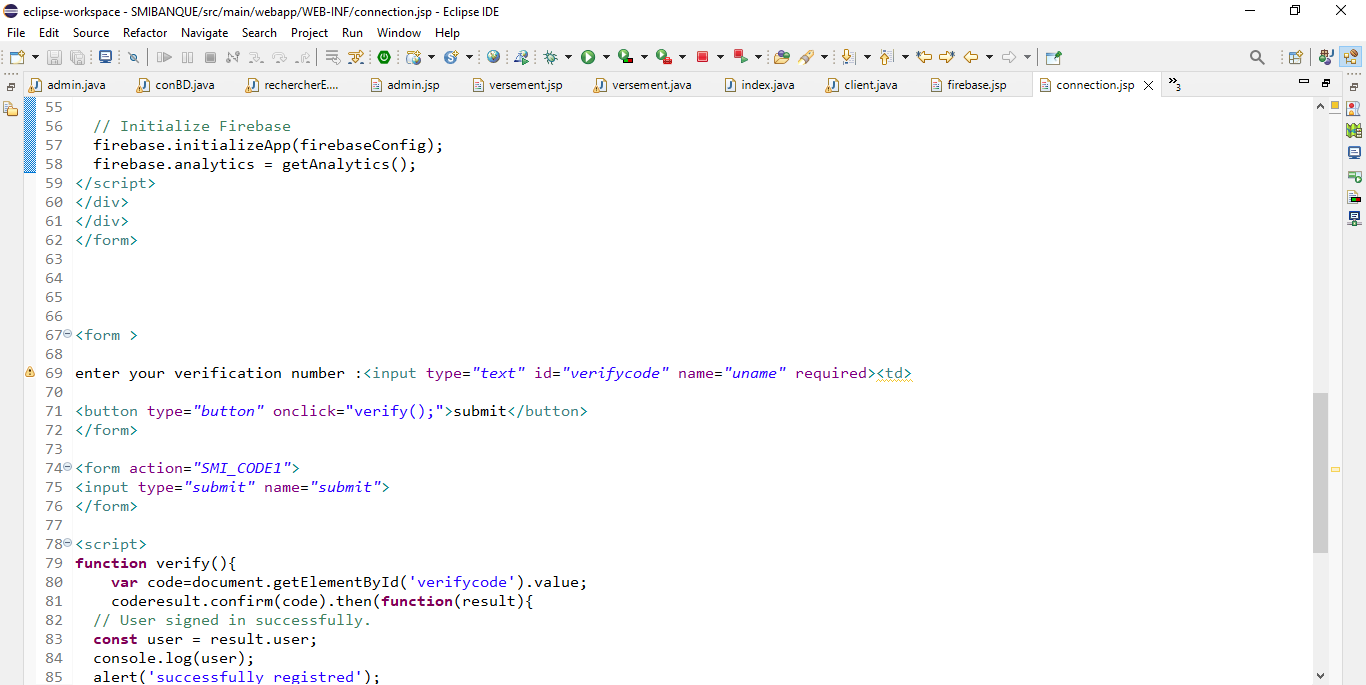 eclipse-workspace - SMIBANQUE/src/main/webapp/WEB-INF/connection.jsp - Eclipse IDE
File Edit Source Refactor Navigate Search Project Run Window Help
admin.java conBD.java rechercherE.... admin.jsp versement.jsp versement.java index.java client.java firebase.jsp connection.jsp »3
55
56 // Initialize Firebase
57 firebase.initializeApp(firebaseConfig);
58 firebase.analytics = getAnalytics();
59 </script>
60 </div>
61 </div>
62 </form>
63
64
65
66
67 <form >
68
69 enter your verification number :<input type="text" id="verifycode" name="uname" required><td>
70
71 <button type="button" onclick="verify();">submit</button>
72 </form>
73
74 <form action="SMI_CODE1">
75 <input type="submit" name="submit">
76 </form>
77
78 <script>
79 function verify(){
80 var code=document.getElementById('verifycode').value;
81 coderesult.confirm(code).then(function(result){
82 // User signed in successfully.
83 const user = result.user;
84 console.log(user);
85 alert('successfully registred');